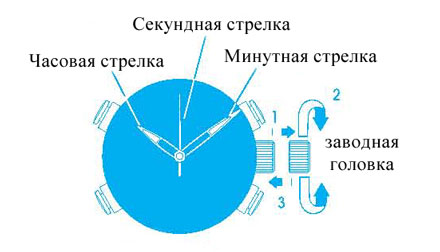 Секундная стрелка
Часовая стрелка
Минутная стрелка
1
2
заводная
головка
3